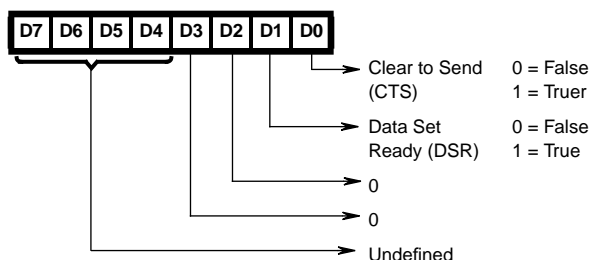 D7 D6 D5 D4 D3 D2 D1 D0
Clear to Send 0 = False
(CTS) 1 = Truer
Data Set 0 = False
Ready (DSR) 1 = True
0
0
Undefined